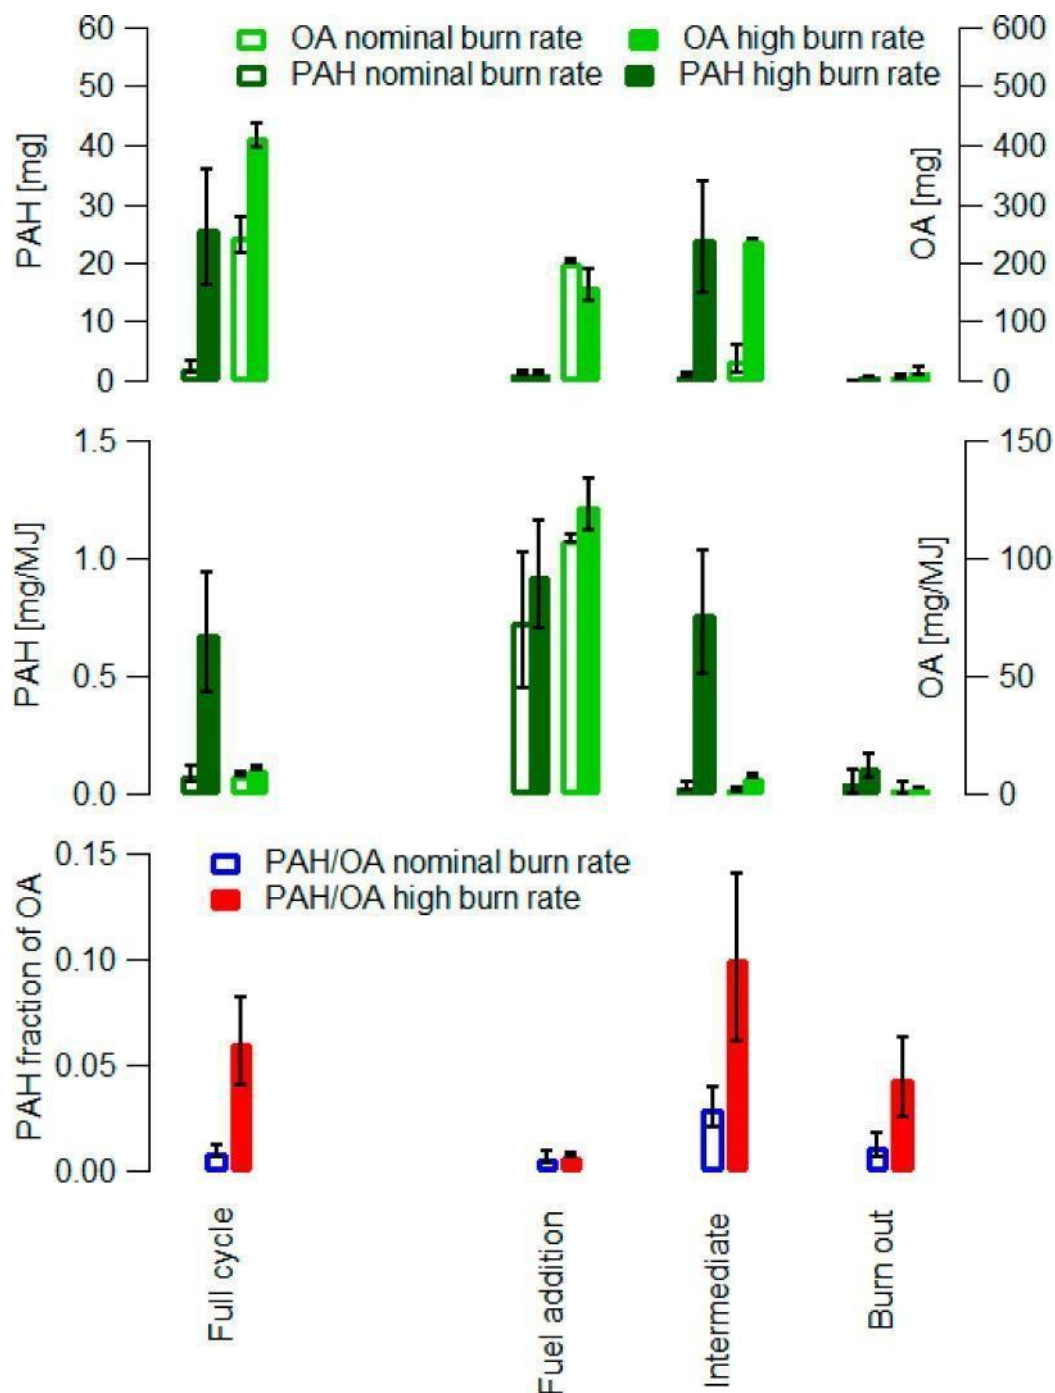 OA nominal burn rate OA high burn rate
PAH nominal burn rate PAH high burn rate
PAH [mg]
60
50
40
30
20
10
0
OA [mg]
600
500
400
300
200
100
0
PAH [mg/MJ]
1.5
1.0
0.5
0.0
OA [mg/MJ]
150
100
50
0
PAH/OA nominal burn rate
PAH/OA high burn rate
PAH fraction of OA
0.15
0.10
0.05
0.00
Full cycle
Fuel addition
Intermediate
Burn out